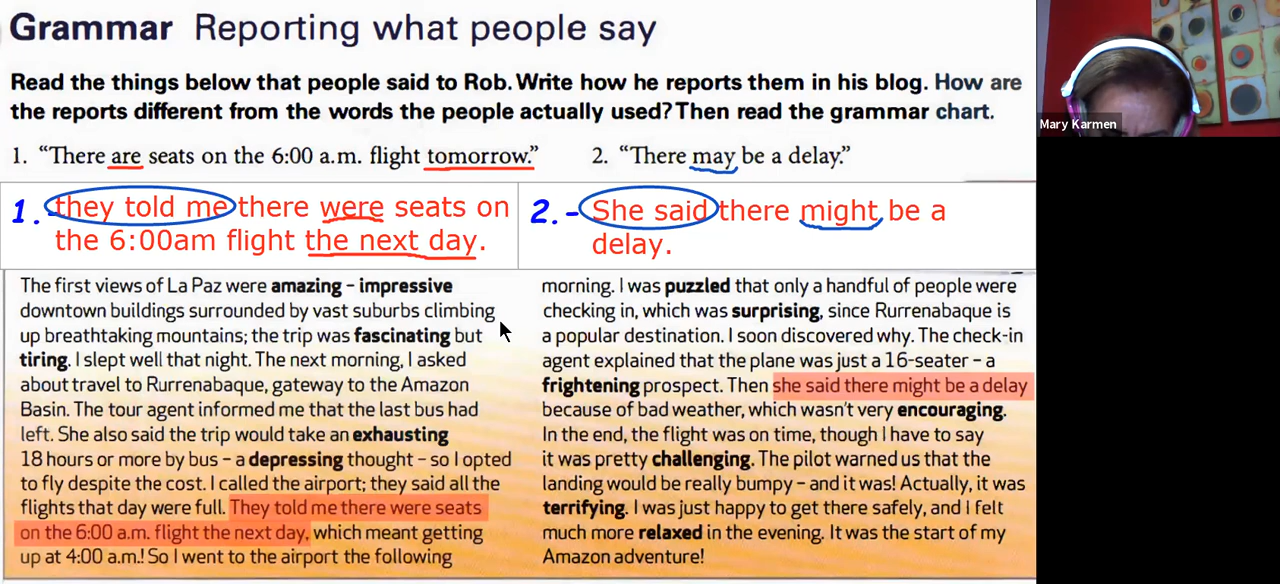 Grammar Reporting what people say
Read the things below that people said to Rob. Write how he reports them in his blog. How are
the reports different from the words the people actually used? Then read the grammar chart.
1. “There are seats on the 6:00 a.m. flight tomorrow.” 2. “There may be a delay.”
1.- they told me there were seats on
the 6:00am flight the next day.
2.- She said there might be a
delay.
The first views of La Paz were amazing – impressive
downtown buildings surrounded by vast suburbs climbing
up breathtaking mountains; the trip was fascinating but
tiring. I slept well that night. The next morning, I asked
about travel to Rurrenabaque, gateway to the Amazon
Basin. The tour agent informed me that the last bus had
left. She also said the trip would take an exhausting
18 hours or more by bus – a depressing thought – so I opted
to fly despite the cost. I called the airport; they said all the
flights that day were full. They told me there were seats
on the 6:00 a.m. flight the next day, which meant getting
up at 4:00 a.m.! So I went to the airport the following
morning. I was puzzled that only a handful of people were
checking in, which was surprising, since Rurrenabaque is
a popular destination. I soon discovered why. The check-in
agent explained that the plane was just a 16-seater – a
frightening prospect. Then she said there might be a delay
because of bad weather, which wasn't very encouraging.
In the end, the flight was on time, though I have to say
it was pretty challenging. The pilot warned us that the
landing would be really bumpy – and it was! Actually, it was
terrifying. I was just happy to get there safely, and I felt
much more relaxed in the evening. It was the start of my
Amazon adventure!
Mary Karmen